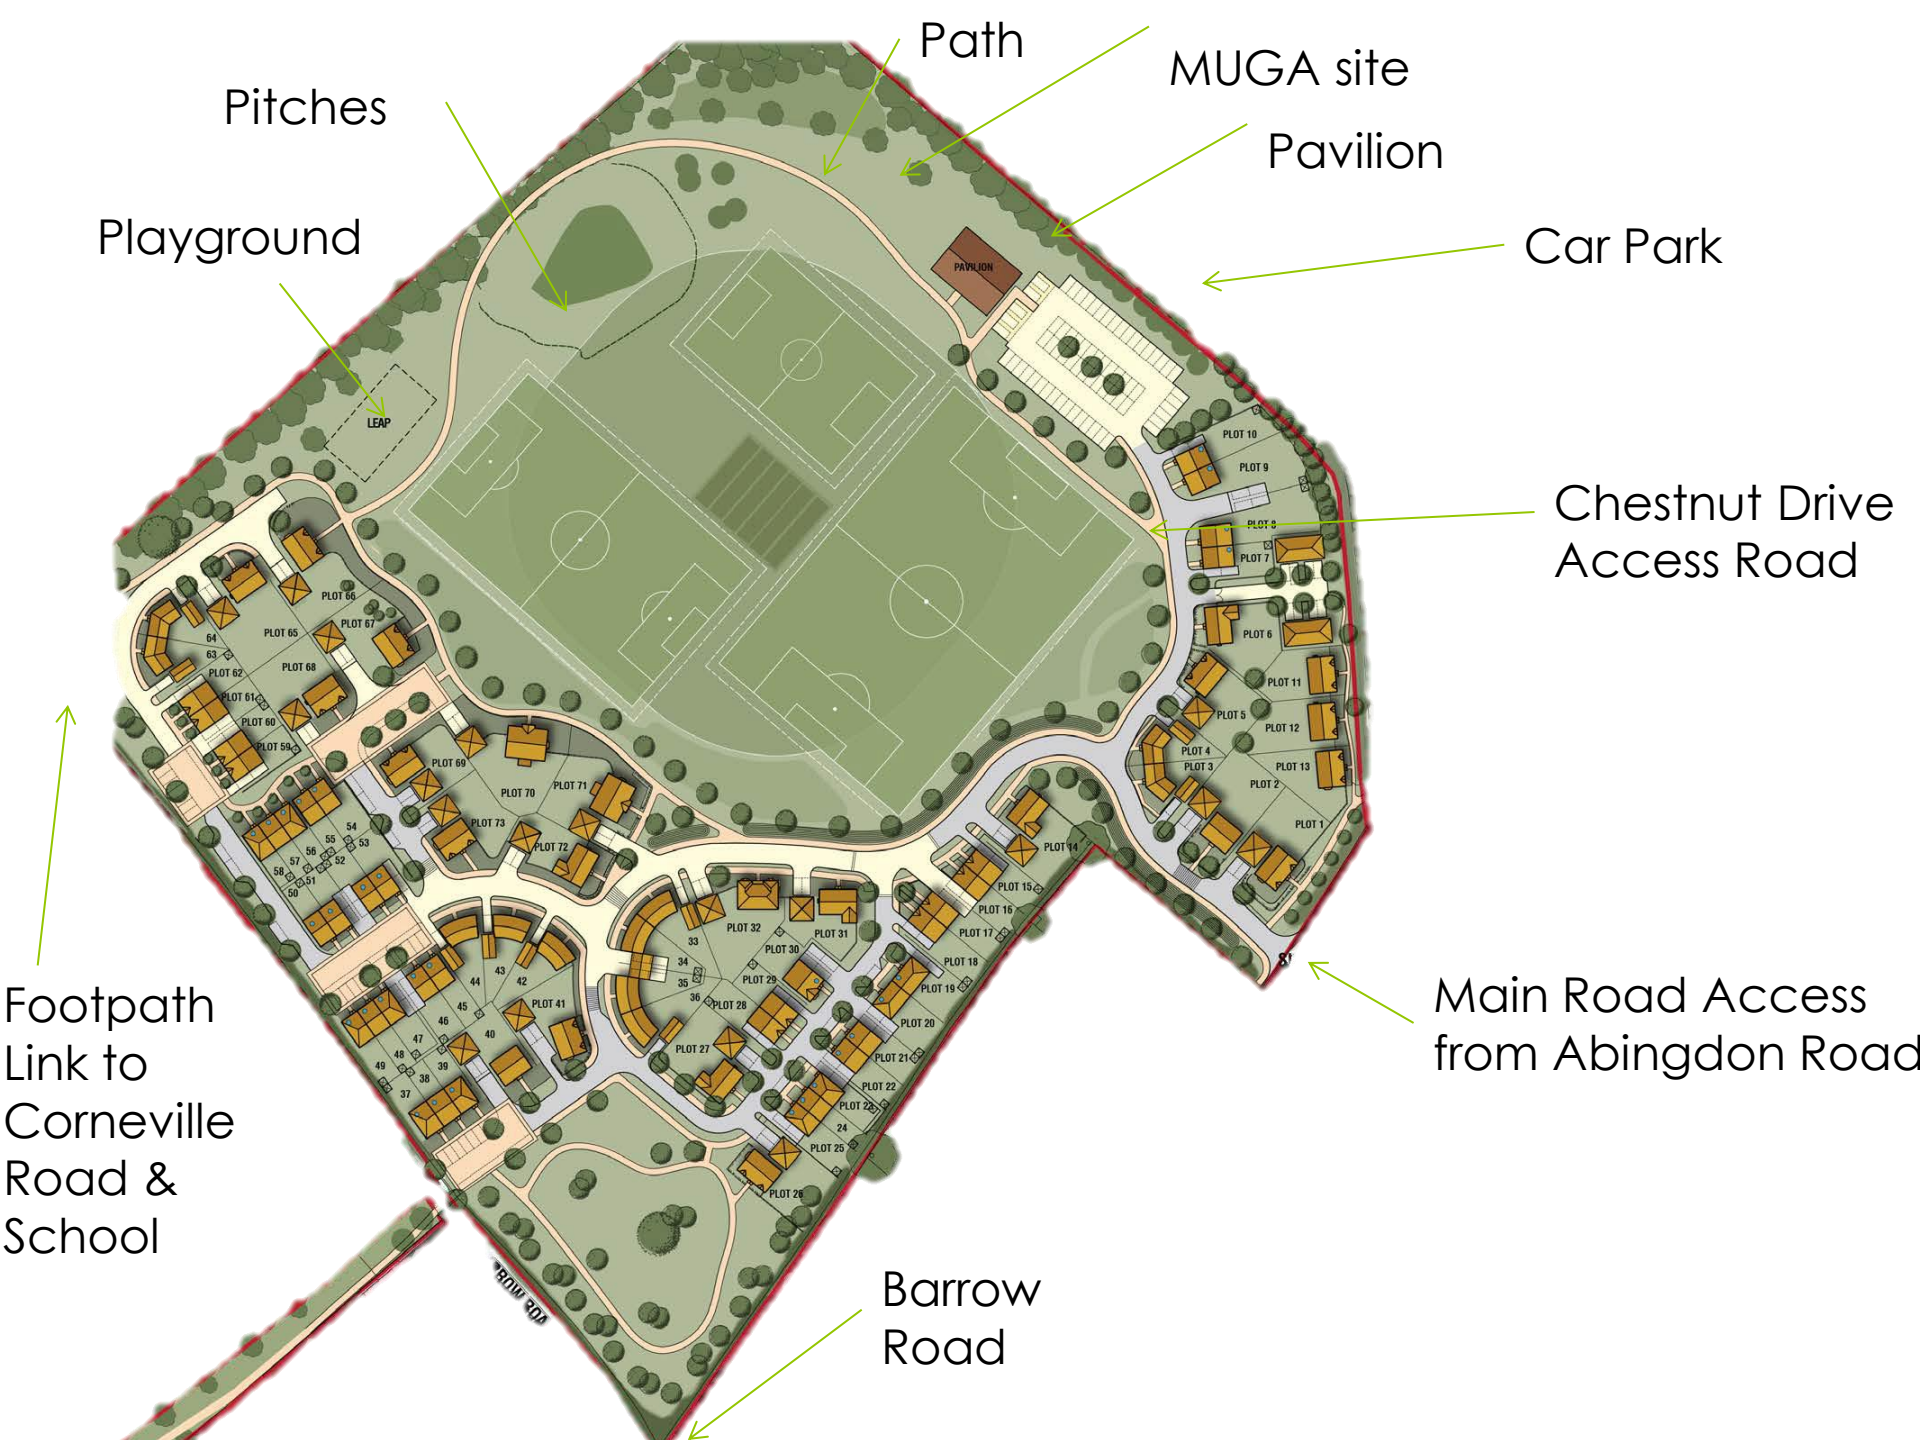 Path
MUGA site
Pitches
Pavilion
Playground
Car Park
PAVILION
LEAP
Chestnut Drive
Access Road
PLOT 10
PLOT 9
PLOT 8
PLOT 7
PLOT 6
PLOT 11
PLOT 5
PLOT 12
PLOT 4
PLOT 3
PLOT 13
PLOT 2
PLOT 1
PLOT 66
PLOT 67
PLOT 65
64
63
PLOT 68
PLOT 62
PLOT 61
PLOT 60
PLOT 59
PLOT 69
PLOT 70
PLOT 71
PLOT 73
PLOT 72
54
55
53
56
52
57
58
51
50
PLOT 14
PLOT 15
PLOT 16
PLOT 17
PLOT 18
PLOT 19
PLOT 20
PLOT 21
PLOT 22
PLOT 23
24
PLOT 25
PLOT 26
PLOT 32
PLOT 31
33
PLOT 30
34
PLOT 29
35
36
PLOT 28
PLOT 27
43
44
42
PLOT 41
45
46
40
47
48
39
49
38
37
Main Road Access
from Abingdon Road
Footpath
Link to
Corneville
Road &
School
Barrow
Road